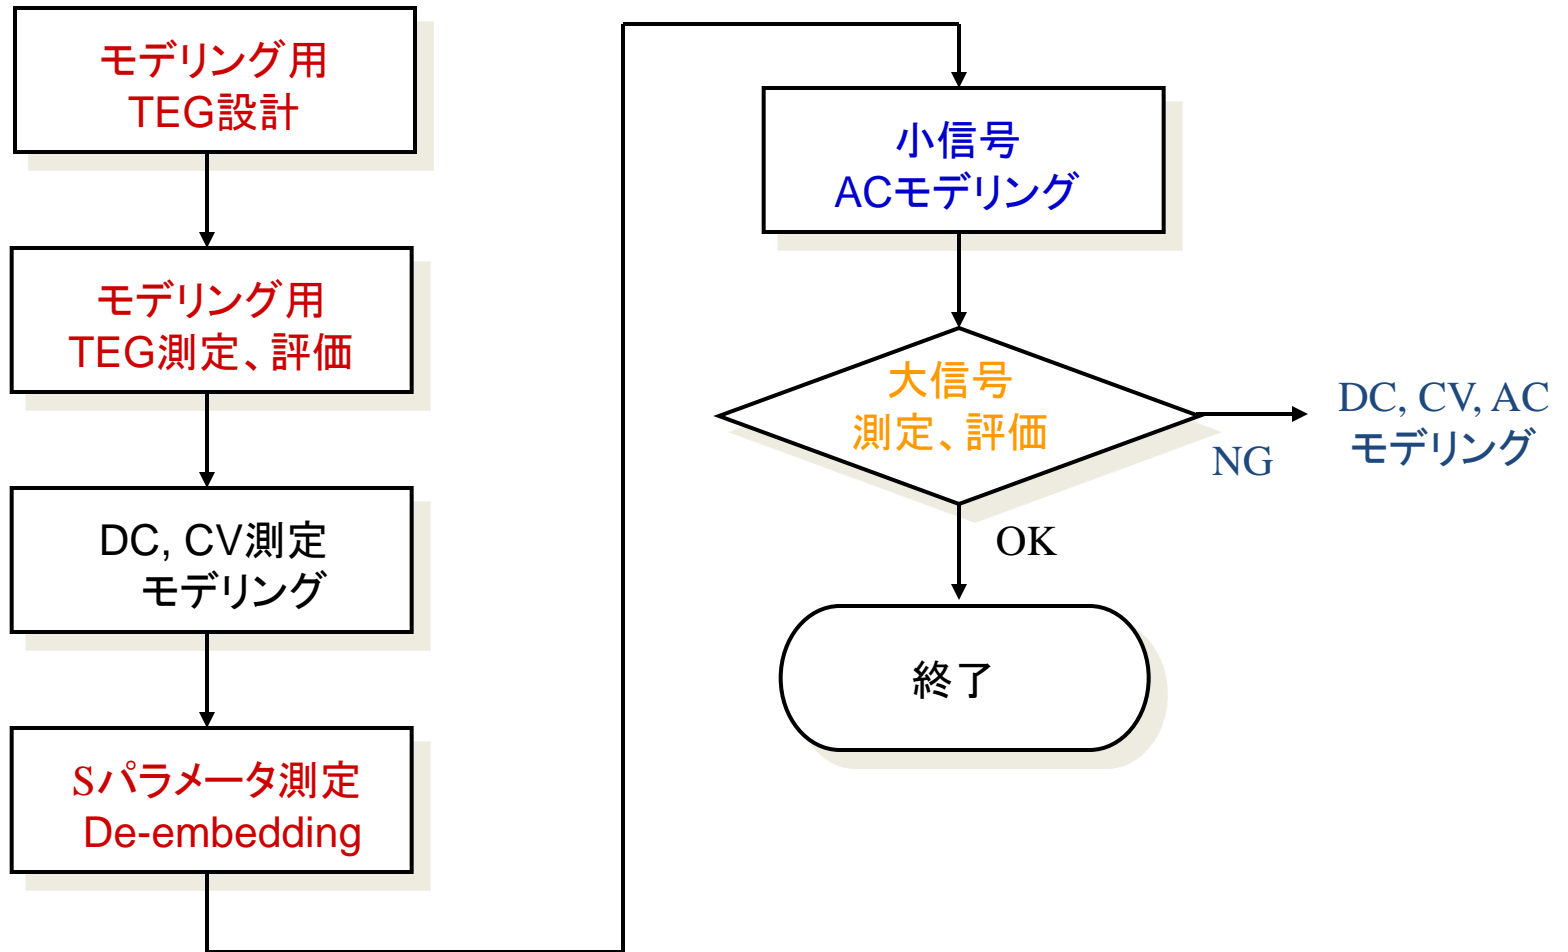 モデリング用
TEG設計
モデリング用
TEG測定、評価
DC, CV測定
モデリング
Sパラメータ測定
De-embedding
小信号
ACモデリング
大信号
測定、評価
NG
DC, CV, AC
モデリング
OK
終了